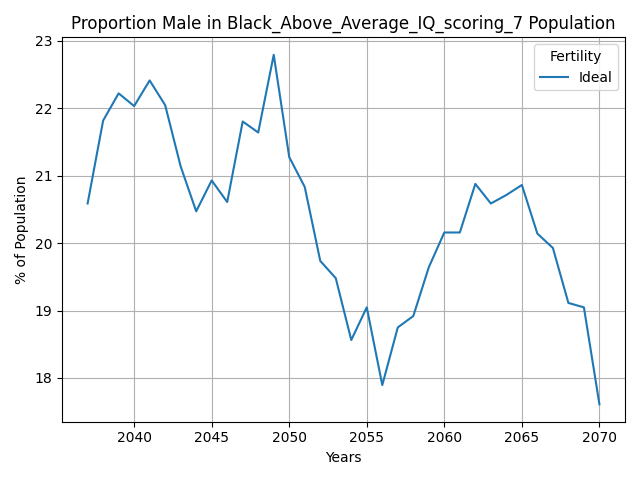 Proportion Male in Black_Above_Average_IQ_scoring_7 Population
23
22
21
20
19
18
% of Population
Fertility
Ideal
2040 2045 2050 2055 2060 2065 2070
Years